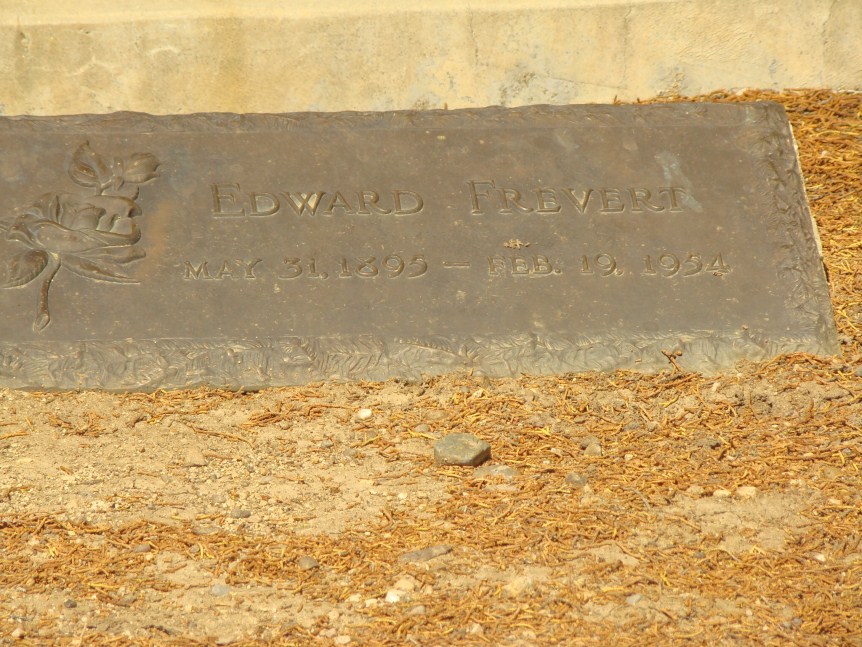 EDWARD FREVERT
MAY 31, 1895 – FEB. 19, 1954